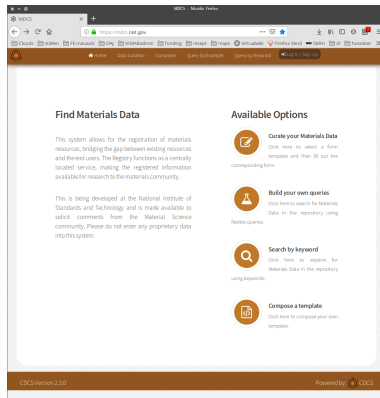 MDCS - Mozilla Firefox
MDCS
https://mdcs.nist.gov
Home Data Curation Composer Query by Example Query by Keyword Log In | Sign Up
Find Materials Data
This system allows for the registration of materials
resources, bridging the gap between existing resources
and the end users. The Registry functions as a centrally
located service, making the registered information
available for research to the materials community.
This is being developed at the National Institute of
Standards and Technology and is made available to
solicit comments from the Material Science
community. Please do not enter any proprietary data
into this system.
Available Options
Curate your Materials Data
Click here to select a form
template and then fill out the
corresponding form.
Build your own queries
Click here to search for Materials
Data in the repository using
flexible queries.
Search by keyword
Click here to explore for
Materials Data in the repository
using keywords.
Compose a template
Click here to compose your own
template.
CDCS Version 2.3.0
Powered by: CDCS